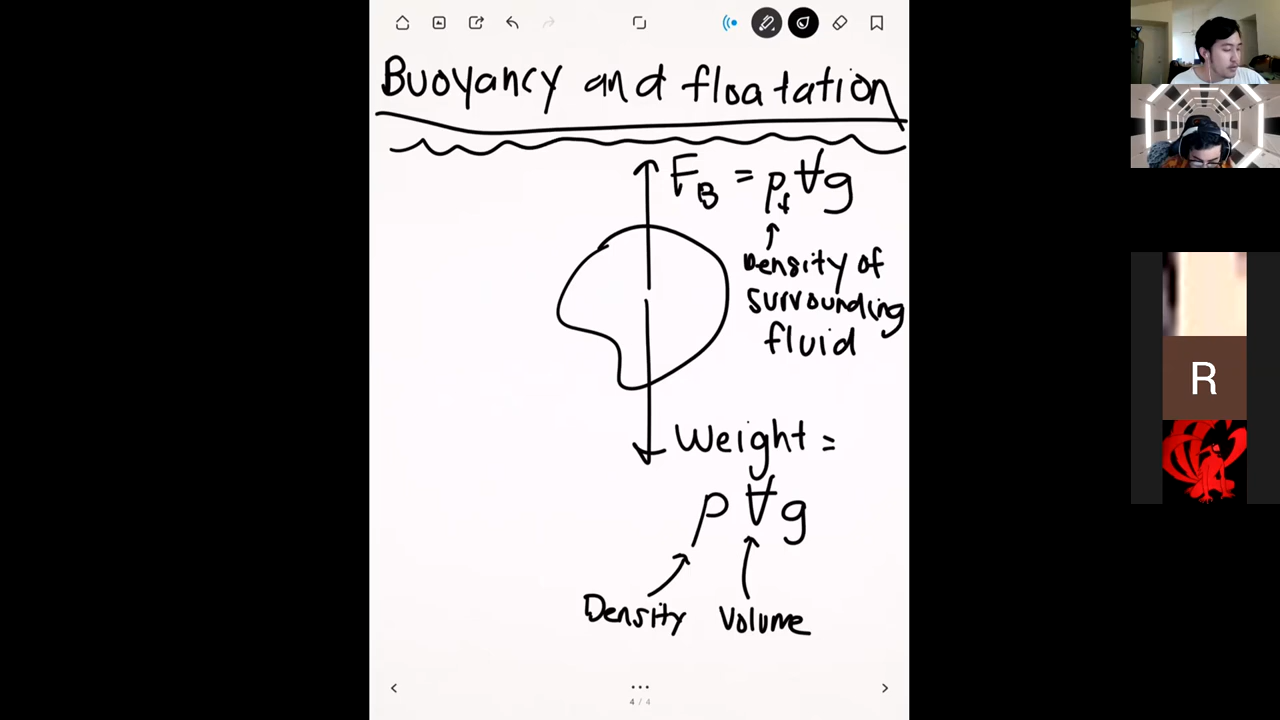 Buoyancy and floatation
F_B = ρ_f ∀g
Density of
surrounding
fluid
Weight =
ρ ∀ g
Density Volume
4 / 4
R